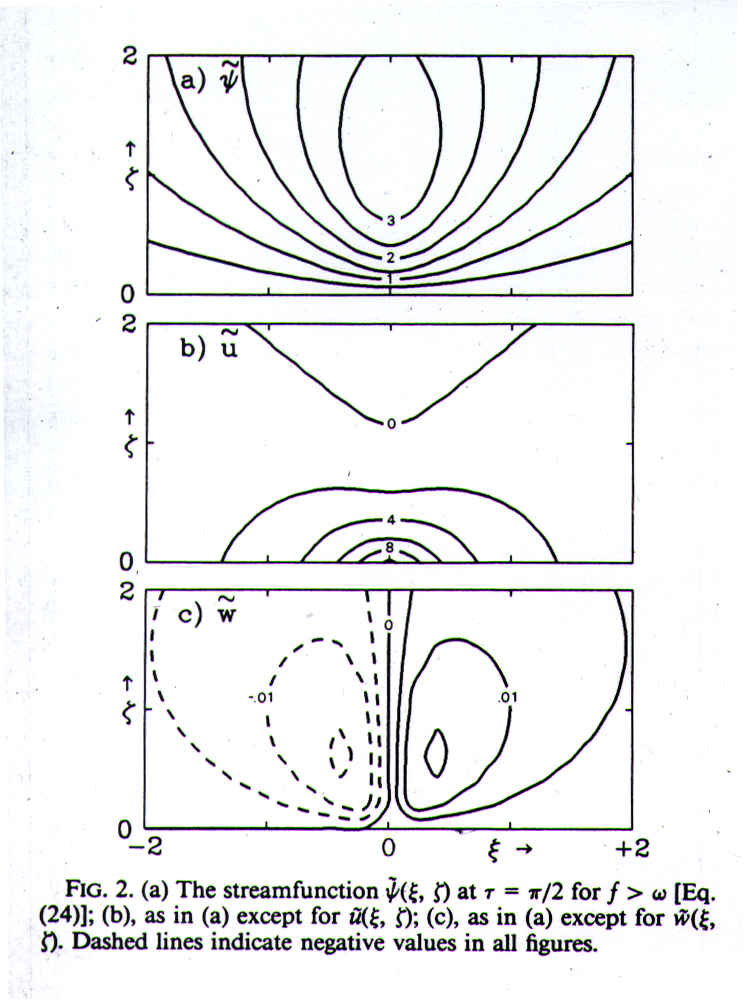 2
a) ψ̃
↑
ζ
3
2
1
0
2
b) ũ
↑
ζ
0
4
8
0
2
c) w̃
0
↑
ζ
-.01
.01
0
−2
0
ξ →
+2
FIG. 2. (a) The streamfunction ψ̃(ξ, ζ) at τ = π/2 for f > ω [Eq.
(24)]; (b), as in (a) except for ũ(ξ, ζ); (c), as in (a) except for w̃(ξ,
ζ). Dashed lines indicate negative values in all figures.